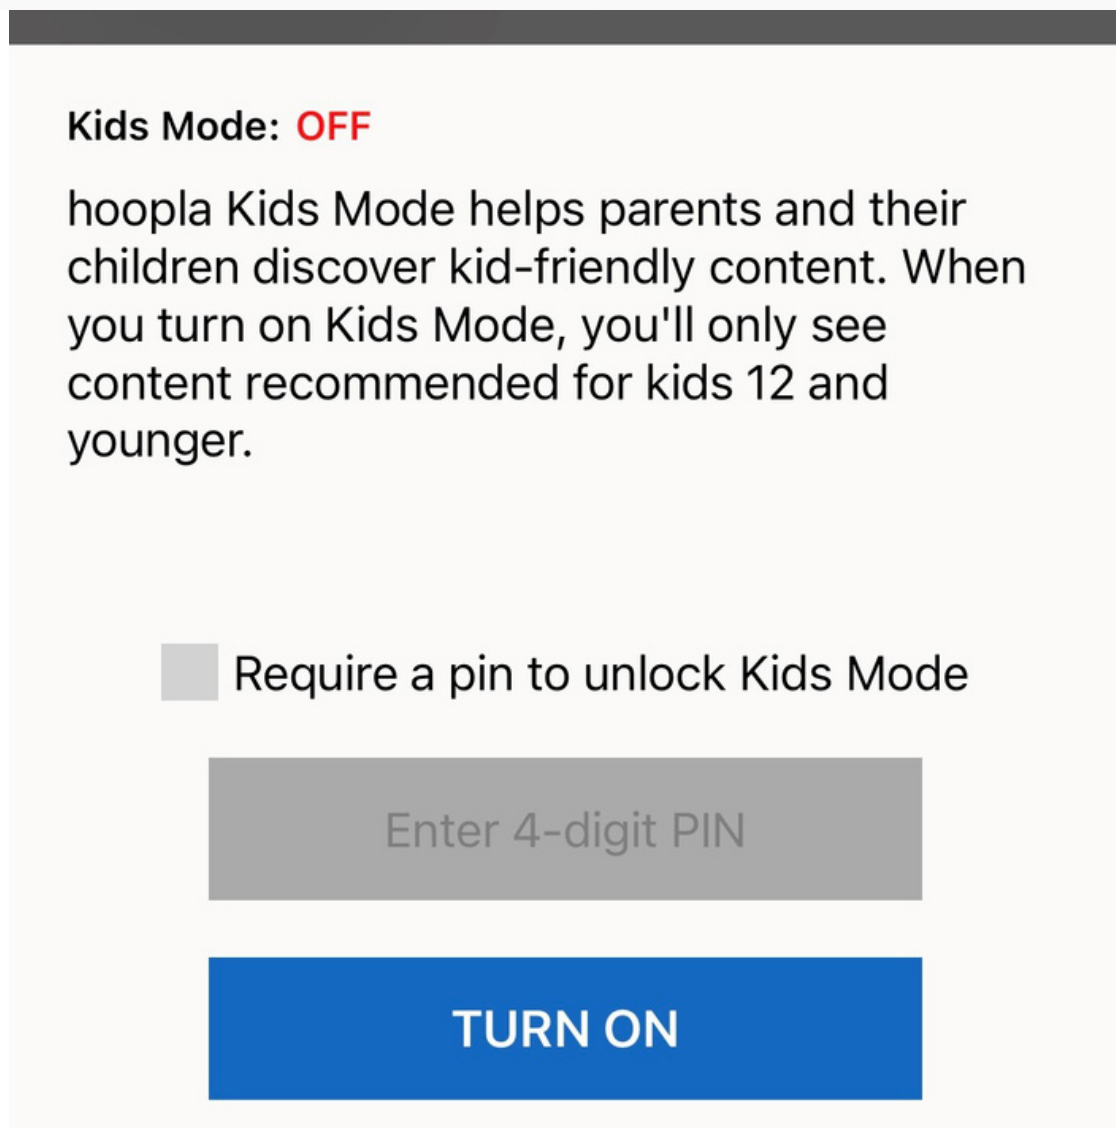 Kids Mode: OFF
hoopla Kids Mode helps parents and their
children discover kid-friendly content. When
you turn on Kids Mode, you'll only see
content recommended for kids 12 and
younger.
Require a pin to unlock Kids Mode
Enter 4-digit PIN
TURN ON